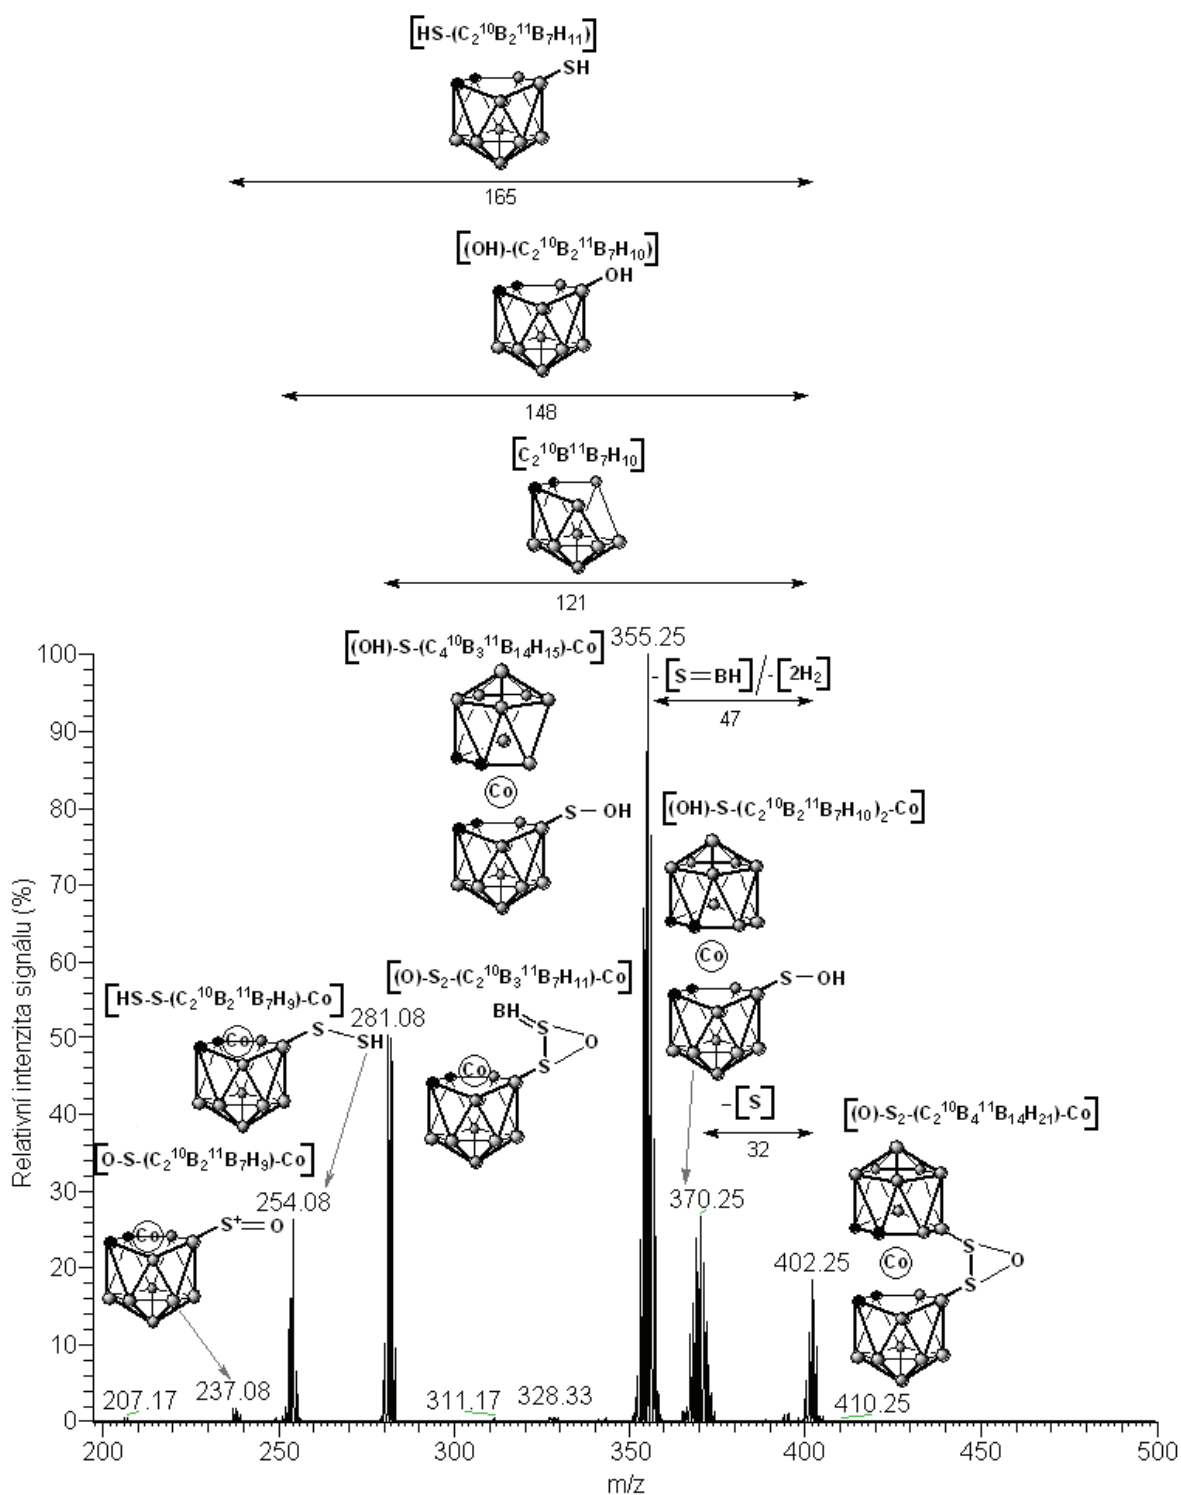 [HS-(C₂¹⁰B₂¹¹B₇H₁₁)]
SH
165
[(OH)-(C₂¹⁰B₂¹¹B₇H₁₀)]
OH
148
[C₂¹⁰B¹¹B₇H₁₀]
121
[(OH)-S-(C₄¹⁰B₃¹¹B₁₄H₁₅)-Co]
355.25
-[S=BH]/-[2H₂]
47
Co
S-OH
[(OH)-S-(C₂¹⁰B₂¹¹B₇H₁₀)₂-Co]
Co
S-OH
-[S]
32
370.25
[(O)-S₂-(C₂¹⁰B₃¹¹B₇H₁₁)-Co]
BH=S
O
S
Co
[HS-S-(C₂¹⁰B₂¹¹B₇H₉)-Co]
Co
S
SH
281.08
[O-S-(C₂¹⁰B₂¹¹B₇H₉)-Co]
Co
S⁺=O
254.08
[(O)-S₂-(C₂¹⁰B₄¹¹B₁₄H₂₁)-Co]
S
O
Co
S
402.25
207.17
237.08
311.17
328.33
410.25
Relativní intenzita signálu (%)
100
90
80
70
60
50
40
30
20
10
0
200 250 300 350 400 450 500
m/z